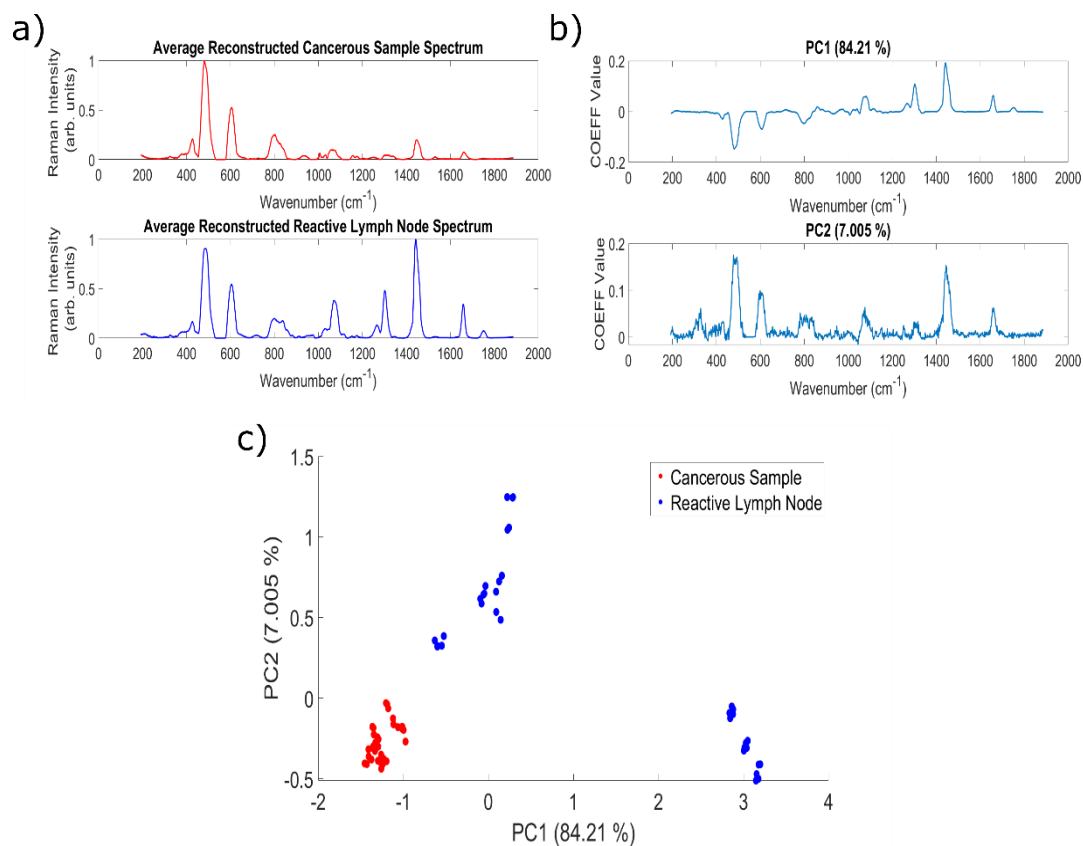 a)
Average Reconstructed Cancerous Sample Spectrum
Raman Intensity
(arb. units)
1
0.5
0
0 200 400 600 800 1000 1200 1400 1600 1800 2000
Wavenumber (cm-1)
Average Reconstructed Reactive Lymph Node Spectrum
Raman Intensity
(arb. units)
1
0.5
0
0 200 400 600 800 1000 1200 1400 1600 1800 2000
Wavenumber (cm-1)
b)
PC1 (84.21 %)
COEFF Value
0.2
0
-0.2
0 200 400 600 800 1000 1200 1400 1600 1800 2000
Wavenumber (cm-1)
PC2 (7.005 %)
COEFF Value
0.2
0.1
0
0 200 400 600 800 1000 1200 1400 1600 1800 2000
Wavenumber (cm-1)
c)
PC2 (7.005 %)
1.5
1
0.5
0
-0.5
Cancerous Sample
Reactive Lymph Node
-2 -1 0 1 2 3 4
PC1 (84.21 %)